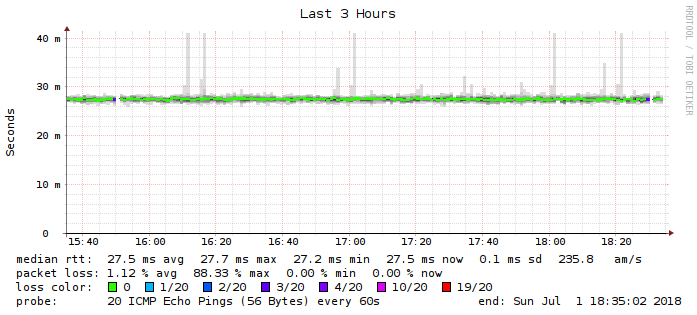 Last 3 Hours
RRDTOOL / TOBI OETIKER
Seconds
40 m
30 m
20 m
10 m
0
15:40 16:00 16:20 16:40 17:00 17:20 17:40 18:00 18:20
median rtt: 27.5 ms avg 27.7 ms max 27.2 ms min 27.5 ms now 0.1 ms sd 235.8 am/s
packet loss: 1.12 % avg 88.33 % max 0.00 % min 0.00 % now
loss color: 0 1/20 2/20 3/20 4/20 10/20 19/20
probe: 20 ICMP Echo Pings (56 Bytes) every 60s end: Sun Jul 1 18:35:02 2018